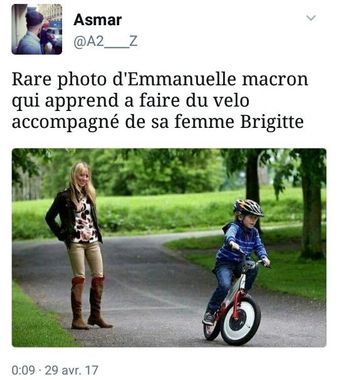 Asmar
@A2____Z
Rare photo d'Emmanuelle macron
qui apprend a faire du velo
accompagné de sa femme Brigitte
0:09 · 29 avr. 17